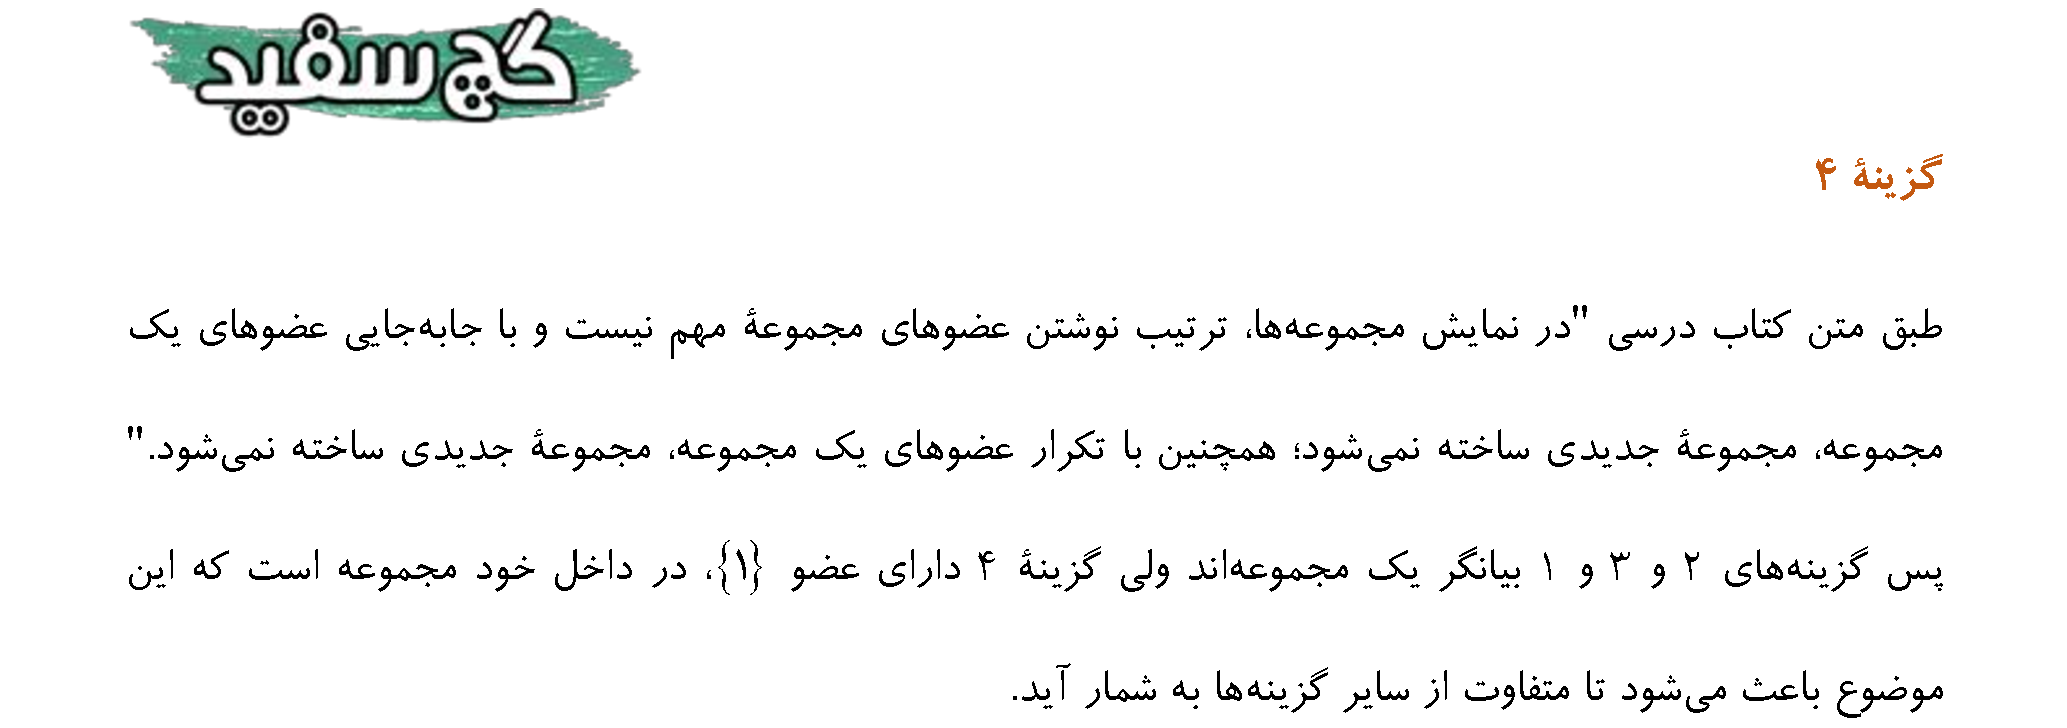 گچ سفید
گزینهٔ ۴
طبق متن کتاب درسی "در نمایش مجموعه‌ها، ترتیب نوشتن عضوهای مجموعهٔ مهم نیست و با جابه‌جایی عضوهای یک
مجموعه، مجموعهٔ جدیدی ساخته نمی‌شود؛ همچنین با تکرار عضوهای یک مجموعه، مجموعهٔ جدیدی ساخته نمی‌شود."
پس گزینه‌های ۲ و ۳ و ۱ بیانگر یک مجموعه‌اند ولی گزینهٔ ۴ دارای عضو {۱}، در داخل خود مجموعه است که این
موضوع باعث می‌شود تا متفاوت از سایر گزینه‌ها به شمار آید.